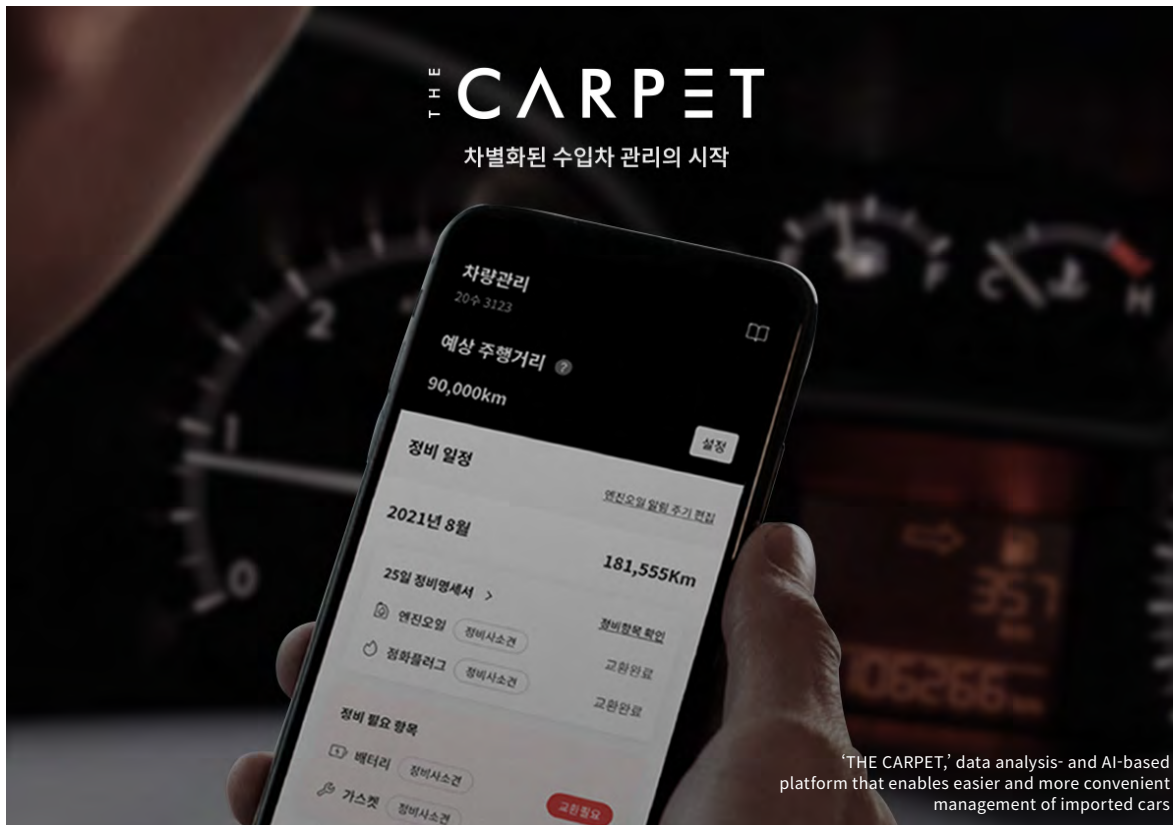 THE CARPET
차별화된 수입차 관리의 시작
차량관리
20수 3123
예상 주행거리 ?
90,000km
설정
정비 일정
엔진오일 알림 주기 편집
2021년 8월
181,555Km
25일 정비명세서 >
정비항목 확인
엔진오일 정비사소견
교환완료
점화플러그 정비사소견
교환완료
정비 필요 항목
배터리 정비사소견
교환필요
가스켓 정비사소견
2
1
0
F
C
H
357
km
106266 km
‘THE CARPET,’ data analysis- and AI-based
platform that enables easier and more convenient
management of imported cars